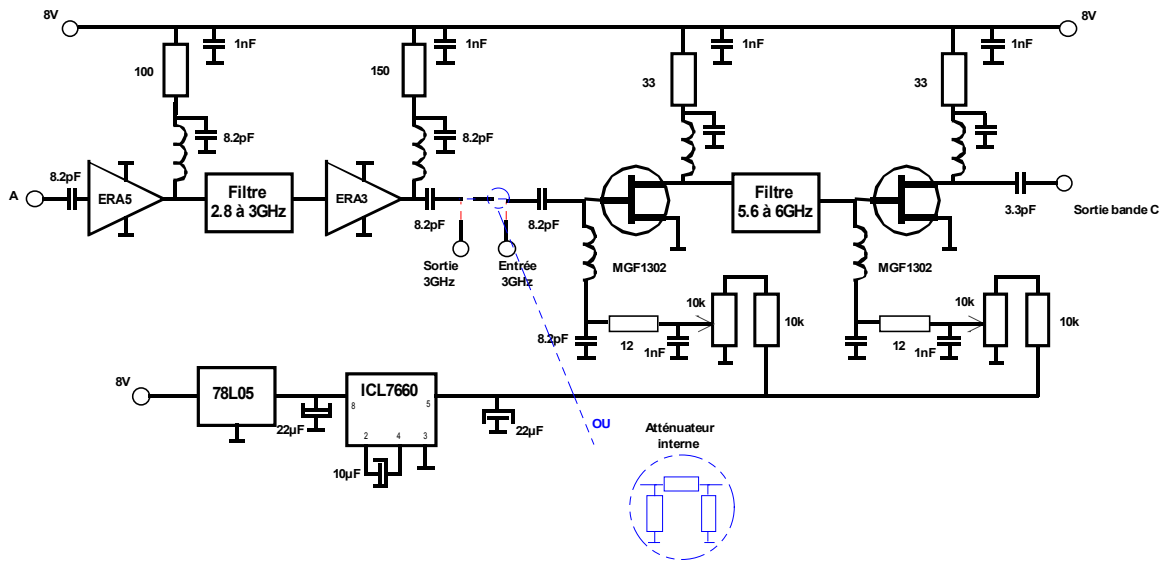 8V
8V
1nF
1nF
1nF
1nF
100
150
33
33
8.2pF
8.2pF
8.2pF
A
ERA5
Filtre
2.8 à 3GHz
ERA3
8.2pF
8.2pF
Filtre
5.6 à 6GHz
3.3pF
Sortie bande C
Sortie
3GHz
Entrée
3GHz
MGF1302
MGF1302
10k
10k
10k
10k
8.2pF
12
1nF
12
1nF
8V
78L05
ICL7660
8
5
2
4
3
22µF
22µF
10µF
OU
Atténuateur
interne